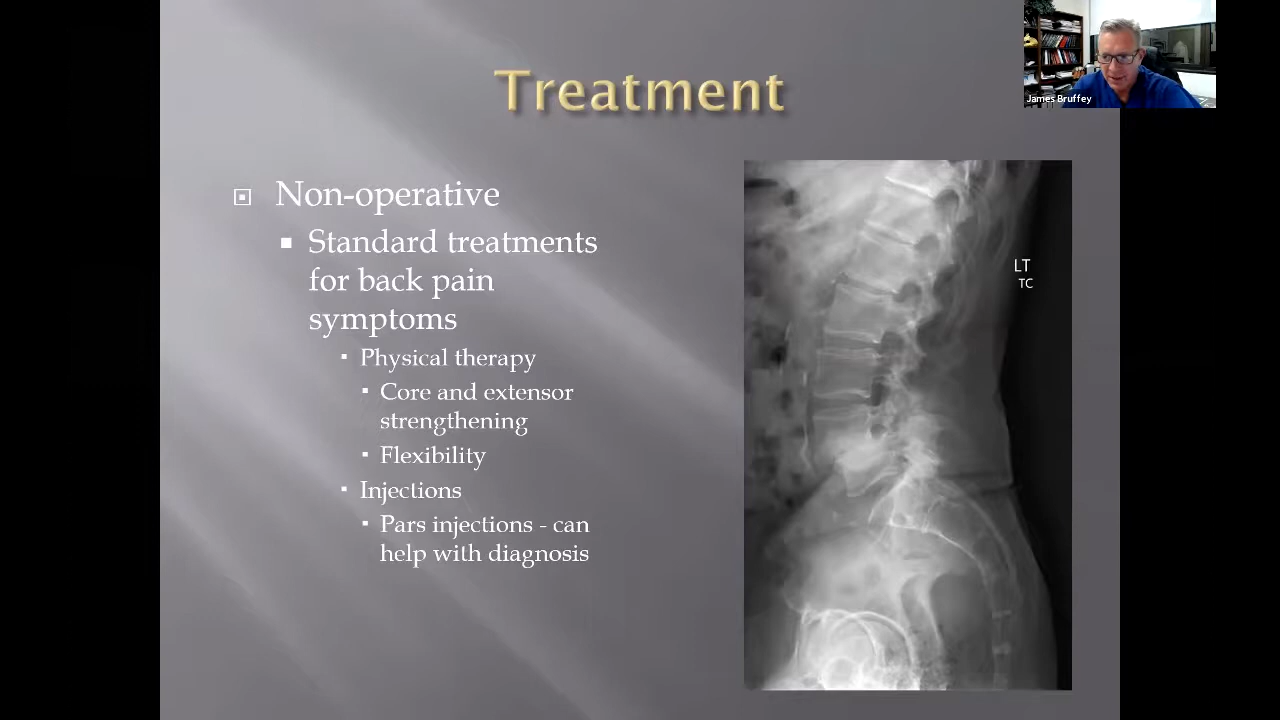 Treatment
James Bruffey
Non-operative
Standard treatments
for back pain
symptoms
Physical therapy
Core and extensor
strengthening
Flexibility
Injections
Pars injections - can
help with diagnosis
LT
TC